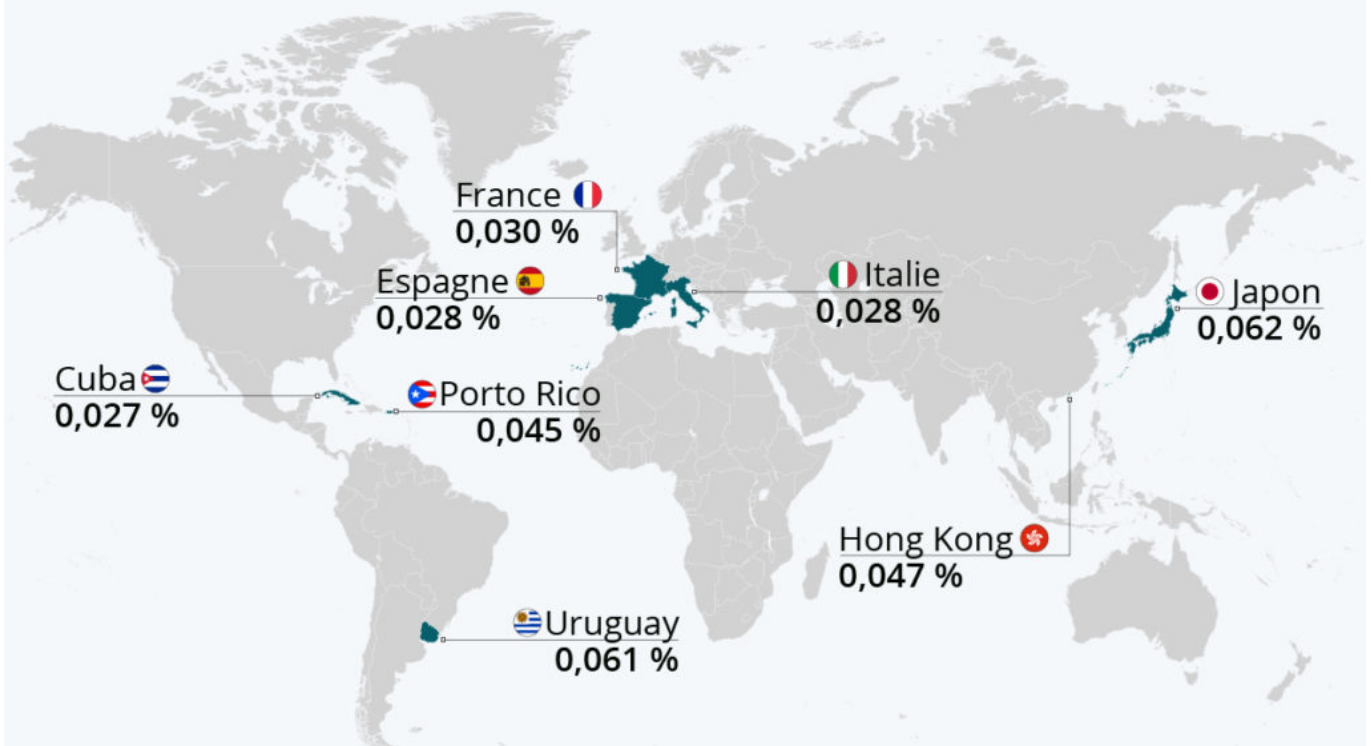 France
0,030 %
Espagne
0,028 %
Italie
0,028 %
Japon
0,062 %
Cuba
0,027 %
Porto Rico
0,045 %
Hong Kong
0,047 %
Uruguay
0,061 %